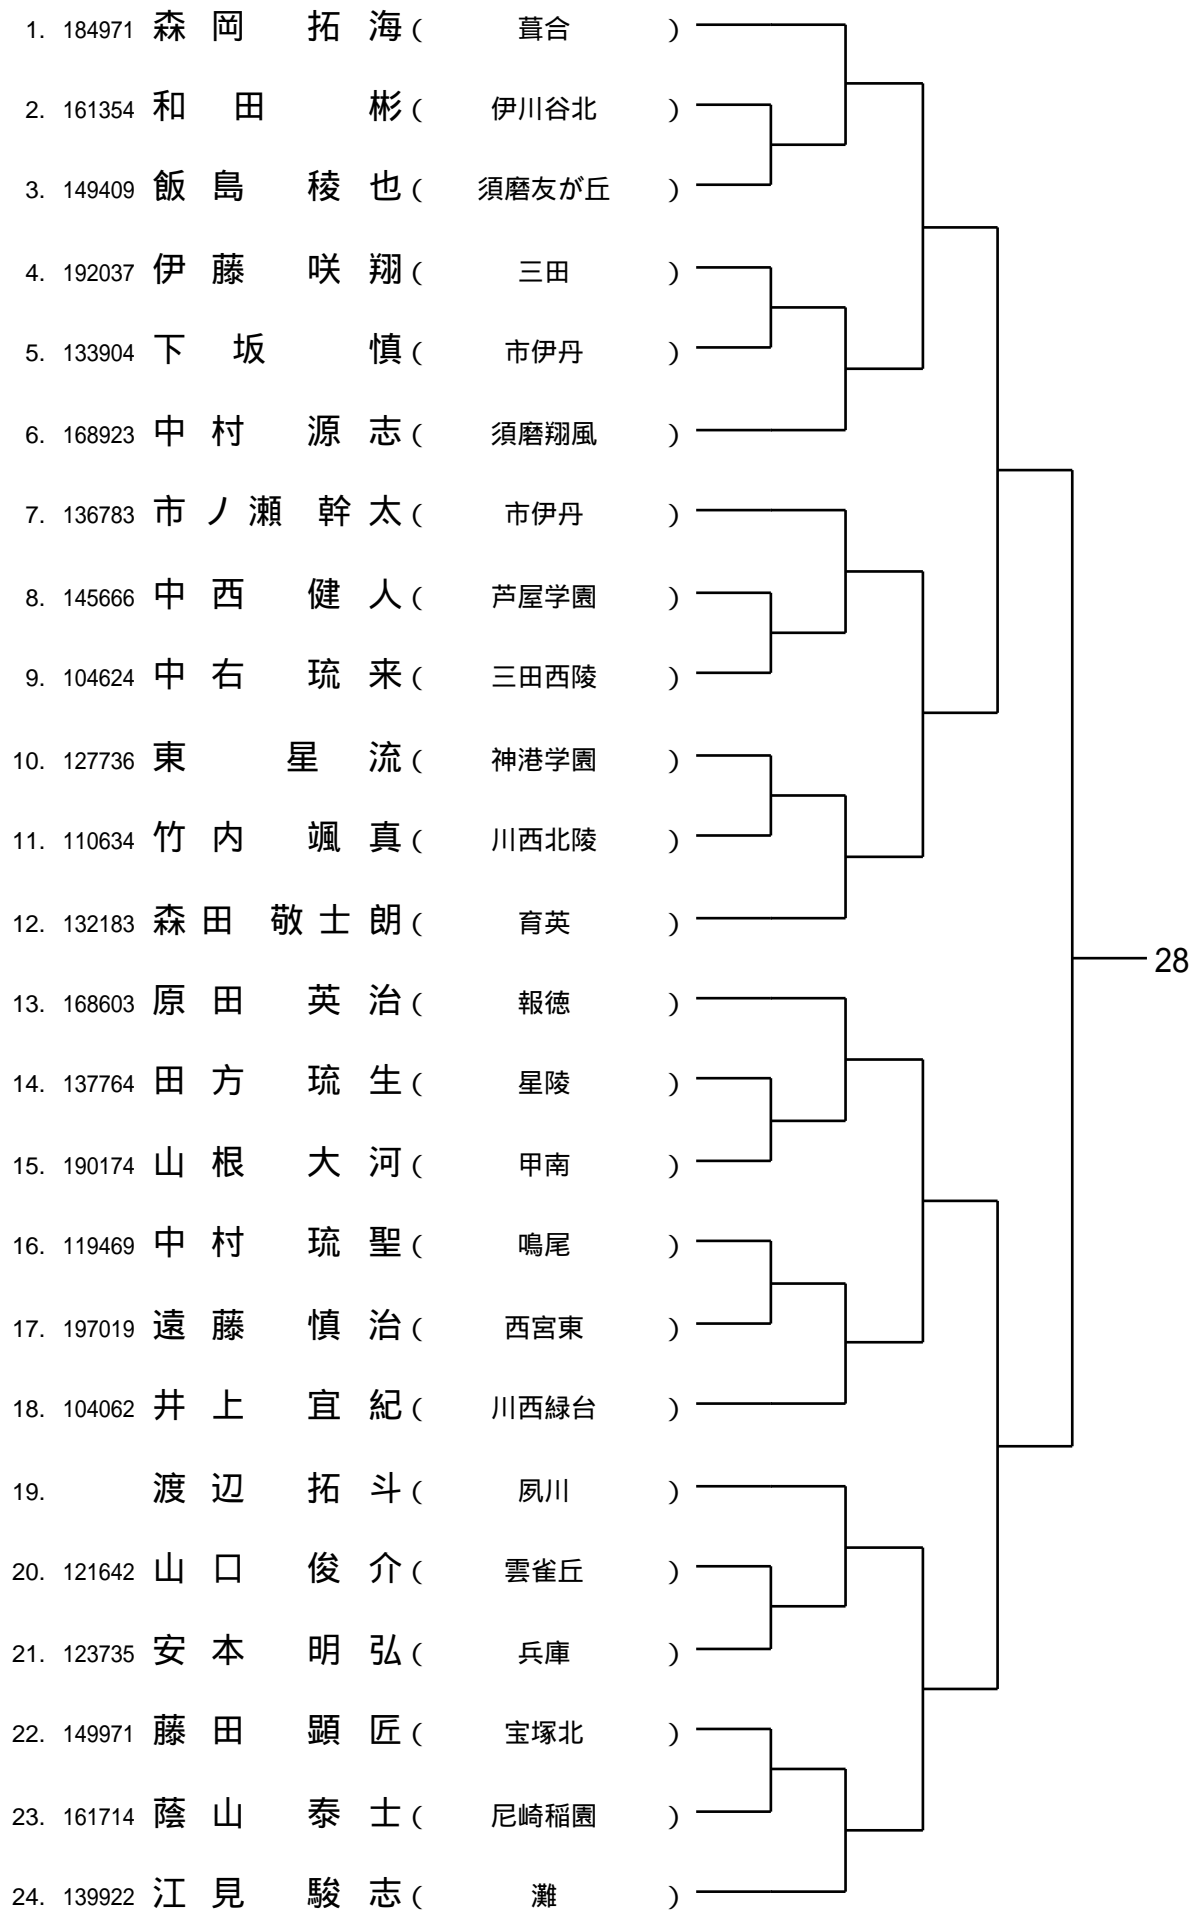 1. 184971 森岡 拓海 ( 葺合 )
2. 161354 和田 彬 ( 伊川谷北 )
3. 149409 飯島 稜也 ( 須磨友が丘 )
4. 192037 伊藤 咲翔 ( 三田 )
5. 133904 下坂 慎 ( 市伊丹 )
6. 168923 中村 源志 ( 須磨翔風 )
7. 136783 市ノ瀬 幹太 ( 市伊丹 )
8. 145666 中西 健人 ( 芦屋学園 )
9. 104624 中右 琉来 ( 三田西陵 )
10. 127736 東 星流 ( 神港学園 )
11. 110634 竹内 颯真 ( 川西北陵 )
12. 132183 森田 敬士朗 ( 育英 )
28
13. 168603 原田 英治 ( 報徳 )
14. 137764 田方 琉生 ( 星陵 )
15. 190174 山根 大河 ( 甲南 )
16. 119469 中村 琉聖 ( 鳴尾 )
17. 197019 遠藤 慎治 ( 西宮東 )
18. 104062 井上 宜紀 ( 川西緑台 )
19. 渡辺 拓斗 ( 夙川 )
20. 121642 山口 俊介 ( 雲雀丘 )
21. 123735 安本 明弘 ( 兵庫 )
22. 149971 藤田 顕匠 ( 宝塚北 )
23. 161714 蔭山 泰士 ( 尼崎稲園 )
24. 139922 江見 駿志 ( 灘 )